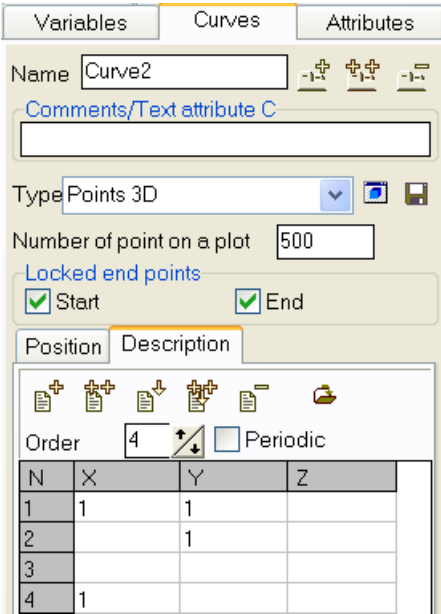 Variables Curves Attributes
Name Curve2
Comments/Text attribute C
Type Points 3D
Number of point on a plot 500
Locked end points
Start End
Position Description
Order 4 Periodic
N X Y Z
1 1 1
2 1
3
4 1